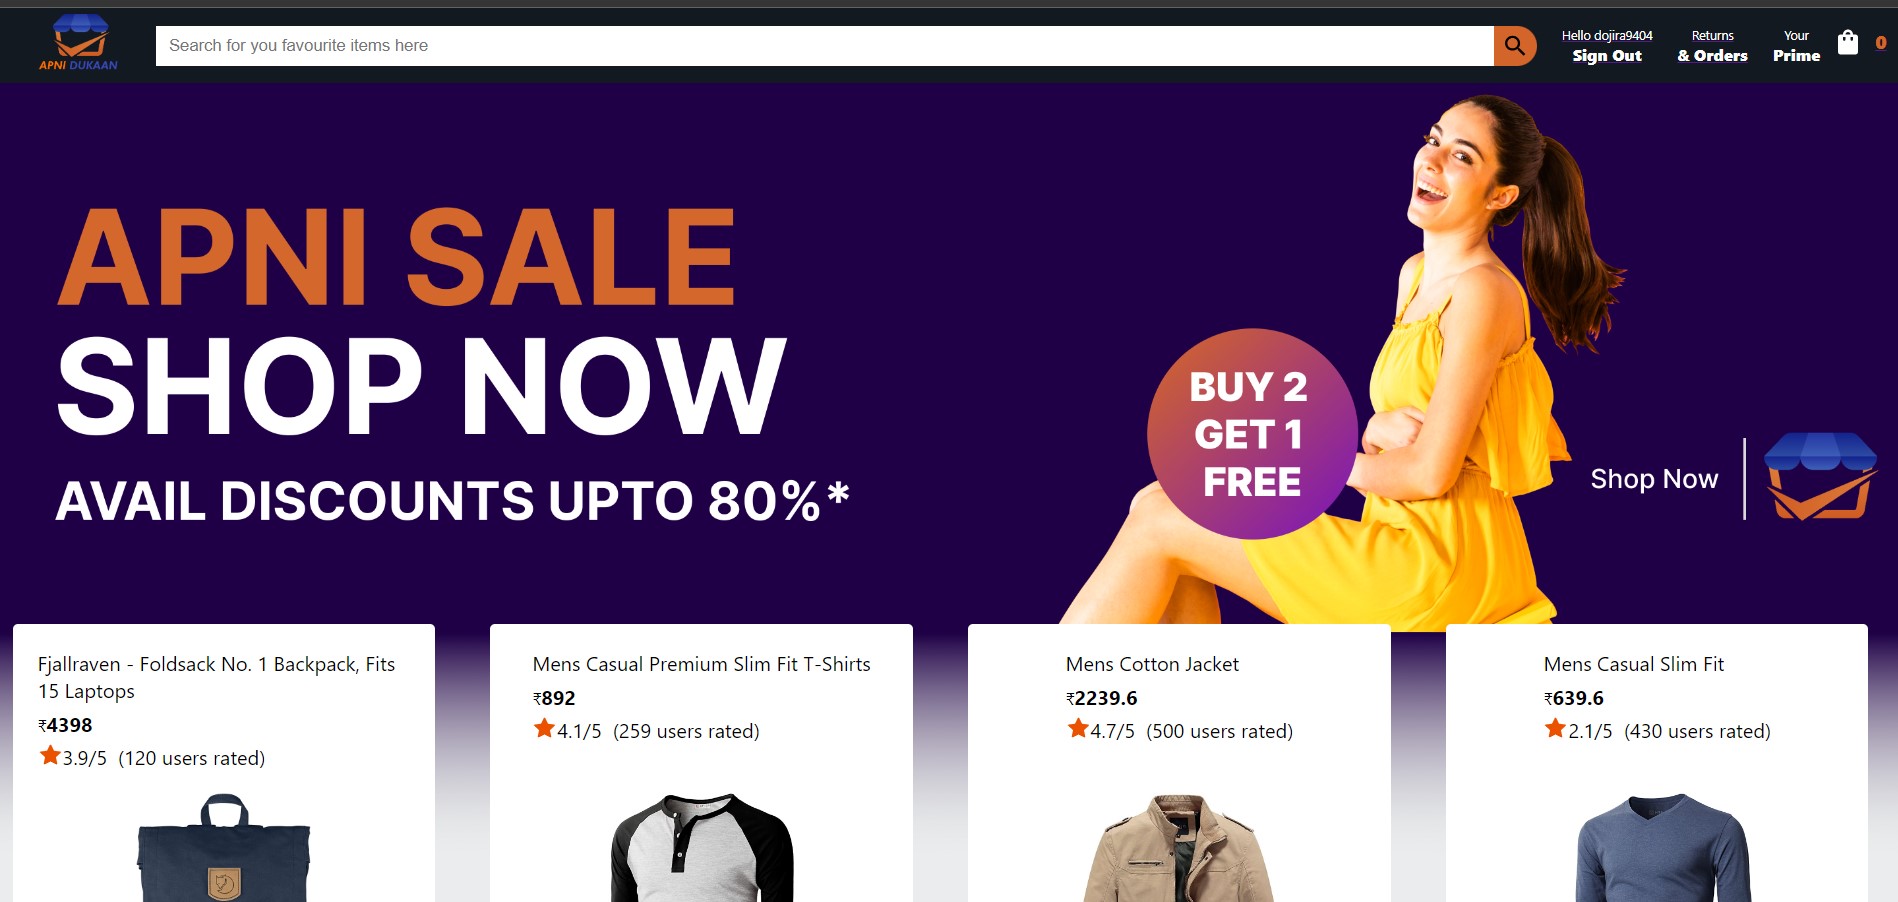 APNI DUKAAN
Search for you favourite items here
Hello dojira9404
Sign Out
Returns
& Orders
Your
Prime
0
APNI SALE
SHOP NOW
AVAIL DISCOUNTS UPTO 80%*
BUY 2
GET 1
FREE
Shop Now
Fjallraven - Foldsack No. 1 Backpack, Fits
15 Laptops
₹4398
3.9/5 (120 users rated)
Mens Casual Premium Slim Fit T-Shirts
₹892
4.1/5 (259 users rated)
Mens Cotton Jacket
₹2239.6
4.7/5 (500 users rated)
Mens Casual Slim Fit
₹639.6
2.1/5 (430 users rated)